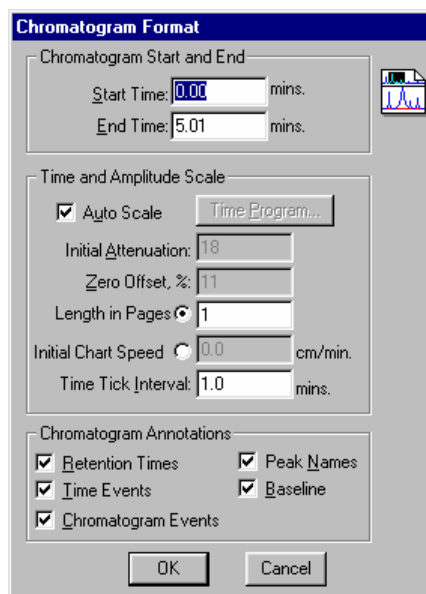 Chromatogram Format
Chromatogram Start and End
Start Time: 0.00 mins.
End Time: 5.01 mins.
Time and Amplitude Scale
Auto Scale Time Program...
Initial Attenuation: 18
Zero Offset, %: 11
Length in Pages 1
Initial Chart Speed 0.0 cm/min.
Time Tick Interval: 1.0 mins.
Chromatogram Annotations
Retention Times Peak Names
Time Events Baseline
Chromatogram Events
OK Cancel